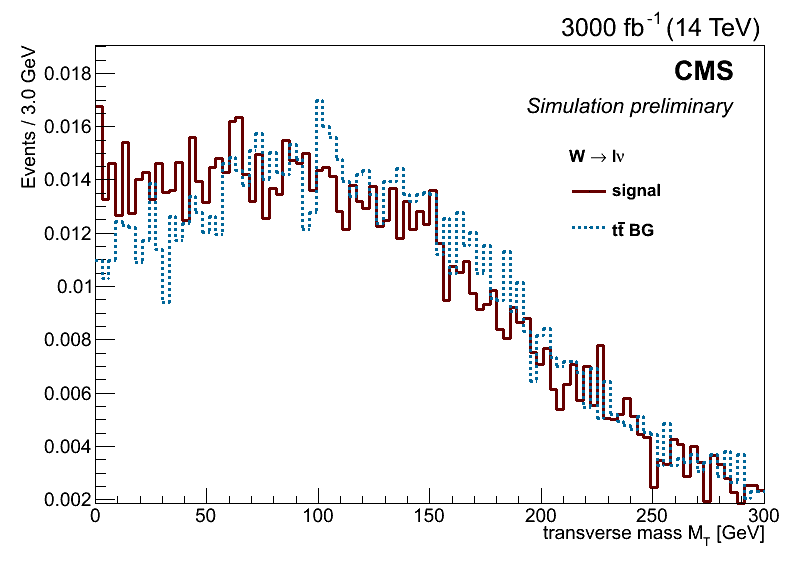 3000 fb⁻¹ (14 TeV)
Events / 3.0 GeV
CMS
Simulation preliminary
W → lν
signal
tt̄ BG
0.018
0.016
0.014
0.012
0.01
0.008
0.006
0.004
0.002
0 50 100 150 200 250 300
transverse mass M_T [GeV]